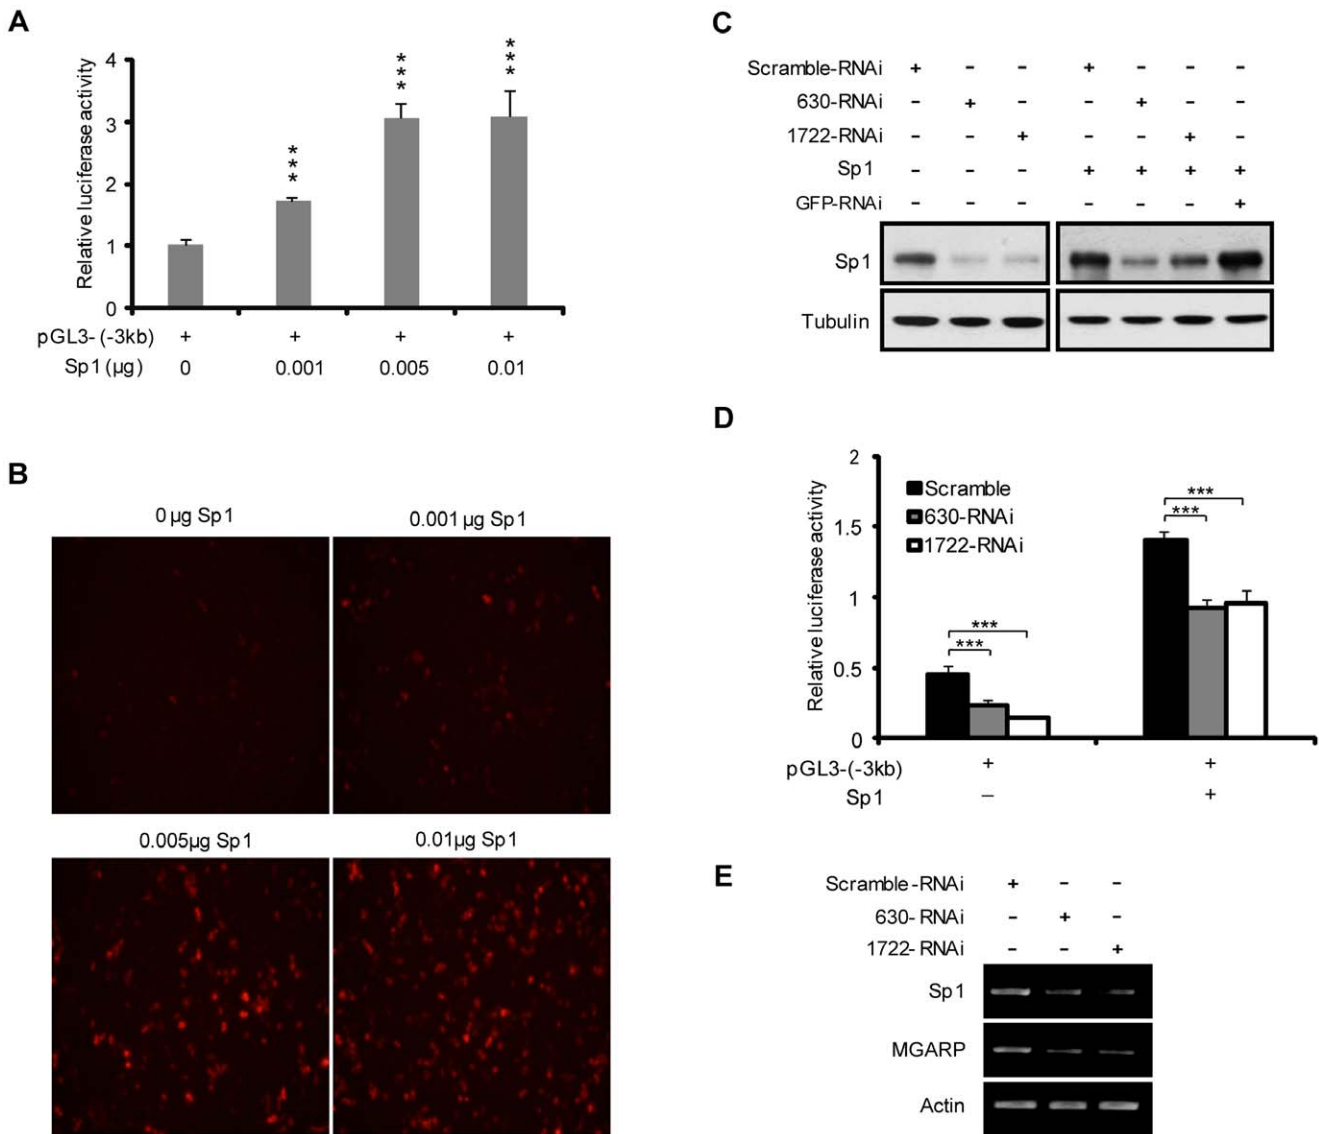 A
Relative luciferase activity
4
3
2
1
0
***
***
***
pGL3- (-3kb) + + + +
Sp1 (µg) 0 0.001 0.005 0.01
B
0 µg Sp1 0.001 µg Sp1
0.005µg Sp1 0.01µg Sp1
C
Scramble-RNAi + - - + - - -
630-RNAi - + - - + - -
1722-RNAi - - + - - + -
Sp1 - - - + + + +
GFP-RNAi - - - - - - +
Sp1
Tubulin
D
Relative luciferase activity
2
1.5
1
0.5
0
Scramble
630-RNAi
1722-RNAi
***
***
***
***
pGL3-(-3kb) + +
Sp1 – +
E
Scramble-RNAi + - -
630- RNAi - + -
1722- RNAi - - +
Sp1
MGARP
Actin